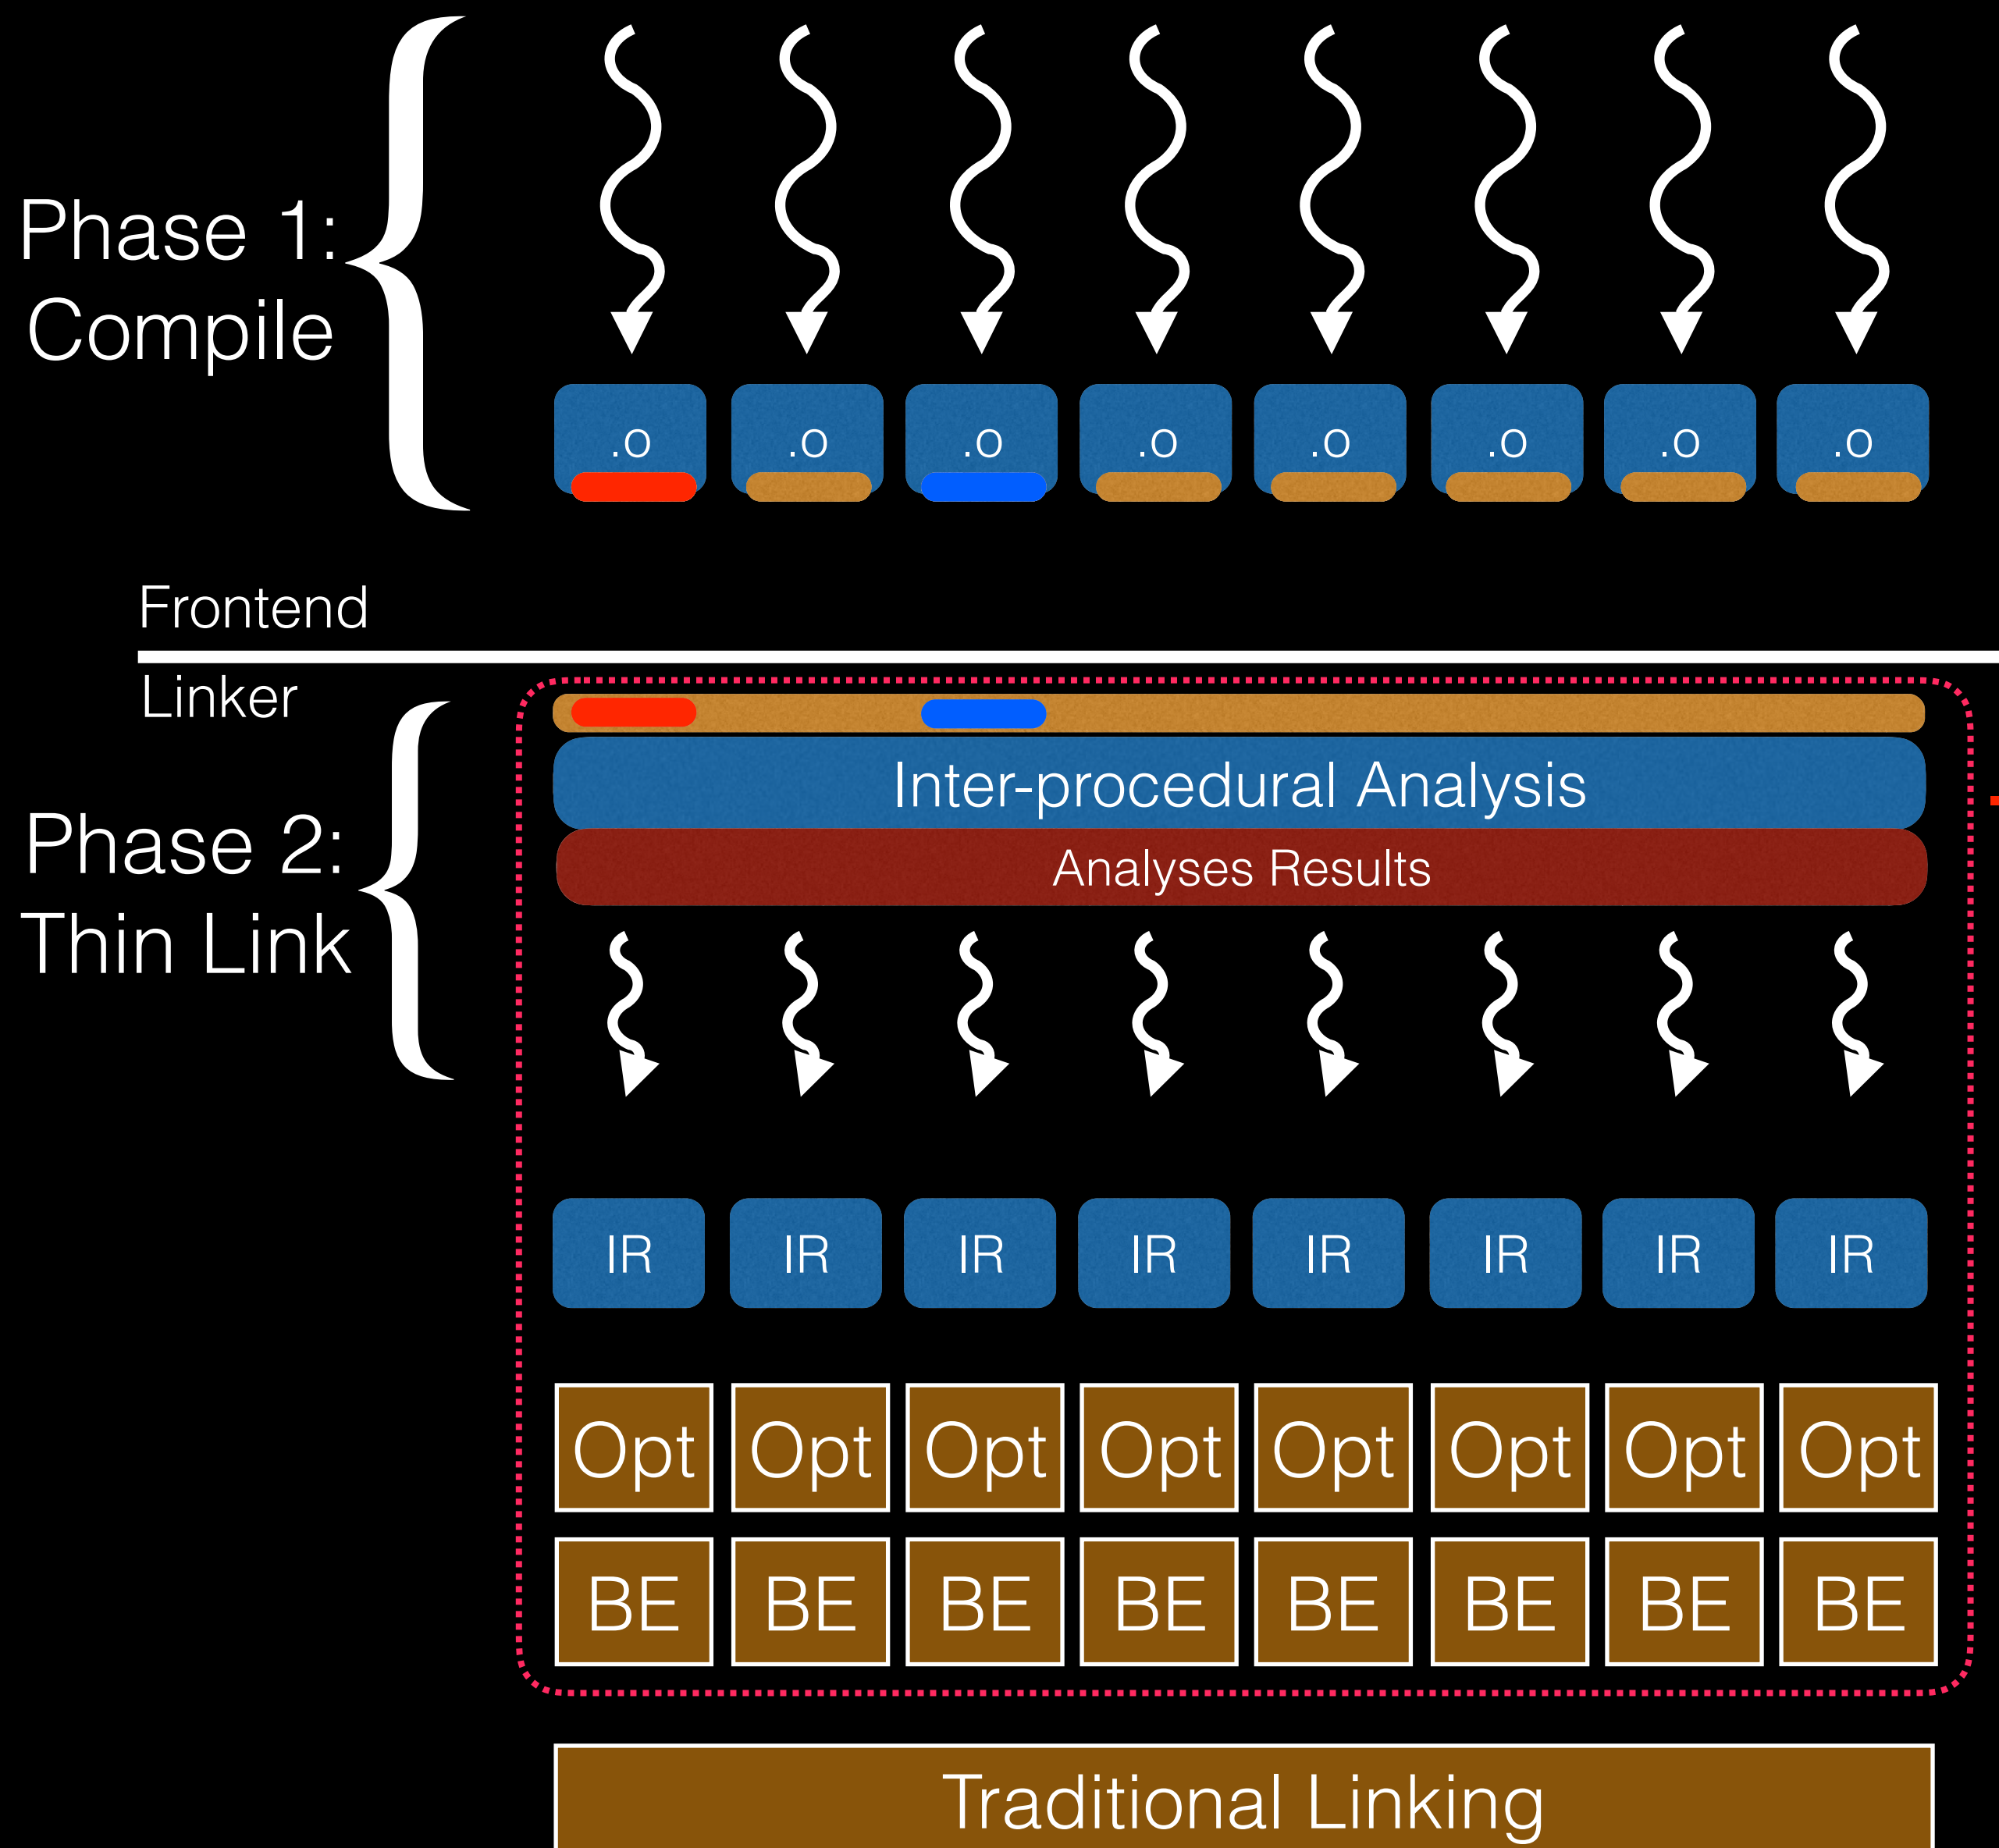 Phase 1:
Compile
.o .o .o .o .o .o .o .o
Frontend
Linker
Inter-procedural Analysis
Phase 2:
Thin Link
Analyses Results
IR IR IR IR IR IR IR IR
Opt Opt Opt Opt Opt Opt Opt Opt
BE BE BE BE BE BE BE BE
Traditional Linking